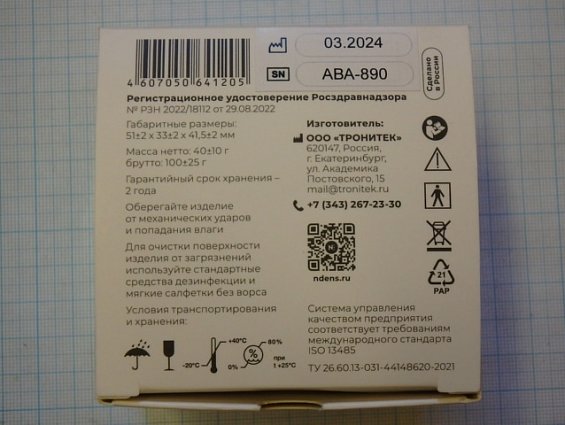 4 607050 641205
03.2024
SN
ABA-890
Сделано
в России
Регистрационное удостоверение Росздравнадзора
№ РЗН 2022/18112 от 29.08.2022
Габаритные размеры:
51±2 x 33±2 x 41,5±2 мм
Масса нетто: 40±10 г
брутто: 100±25 г
Гарантийный срок хранения –
2 года
Оберегайте изделие
от механических ударов
и попадания влаги
Для очистки поверхности
изделия от загрязнений
используйте стандартные
средства дезинфекции и
мягкие салфетки без ворса
Условия транспортирования
и хранения:
-20°C
+40°C
0%
%
80%
при
t +25°C
Изготовитель:
ООО «ТРОНИТЕК»
620147, Россия,
г. Екатеринбург,
ул. Академика
Постовского, 15
mail@tronitek.ru
+7 (343) 267-23-30
ndens.ru
21
PAP
Система управления
качеством предприятия
соответствует требованиям
международного стандарта
ISO 13485
ТУ 26.60.13-031-44148620-2021